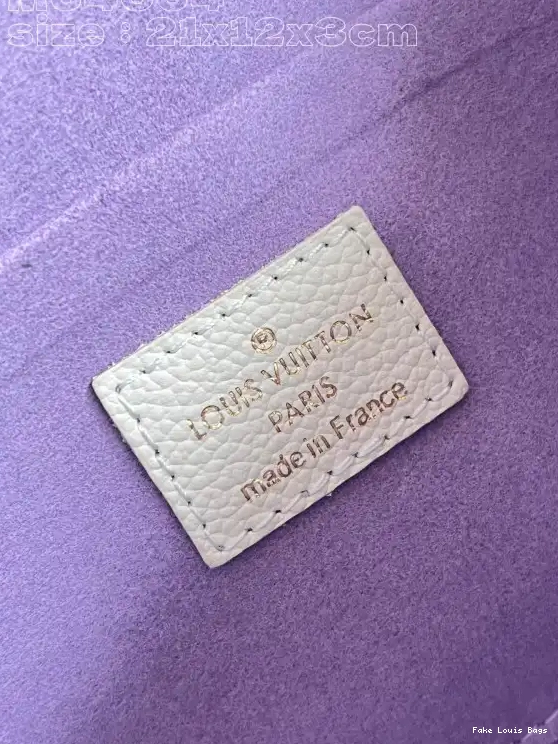 size : 21x12x3cm
®
LOUIS VUITTON
PARIS
made in France
Fake Louis Bags